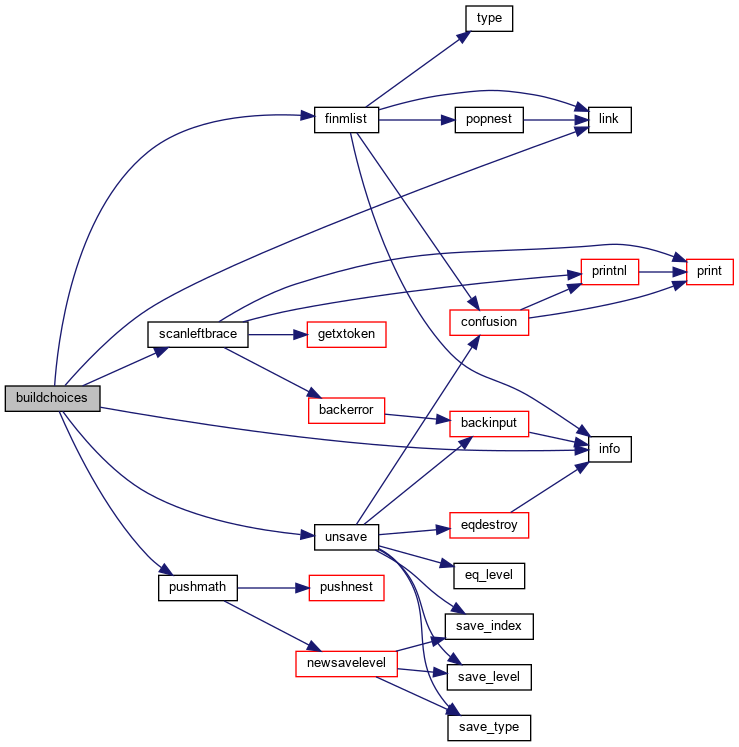 type
finmlist
popnest
link
printnl
print
confusion
scanleftbrace
getxtoken
buildchoices
backerror
backinput
info
unsave
eqdestroy
eq_level
pushmath
pushnest
save_index
newsavelevel
save_level
save_type